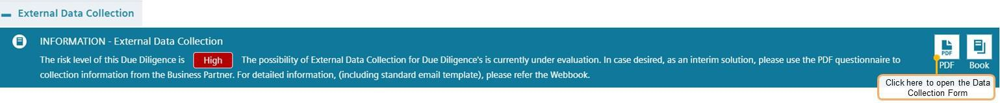 External Data Collection
INFORMATION - External Data Collection
The risk level of this Due Diligence is High The possibility of External Data Collection for Due Diligence's is currently under evaluation. In case desired, as an interim solution, please use the PDF questionnaire to
collection information from the Business Partner. For detailed information, (including standard email template), please refer the Webbook.
PDF
PDF Book
Click here to open the Data
Collection Form